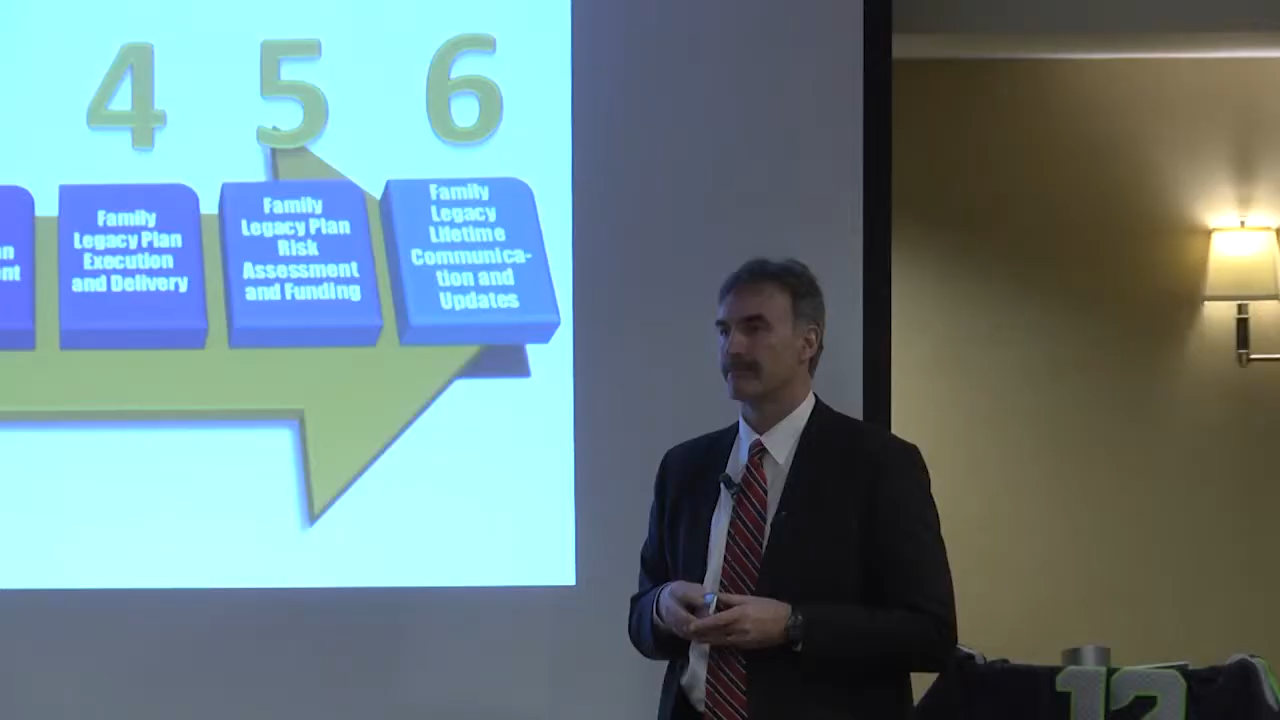 4
5
6
nt
Family
Legacy Plan
Execution
and Delivery
Family
Legacy Plan
Risk
Assessment
and Funding
Family
Legacy
Lifetime
Communica-
tion and
Updates
12